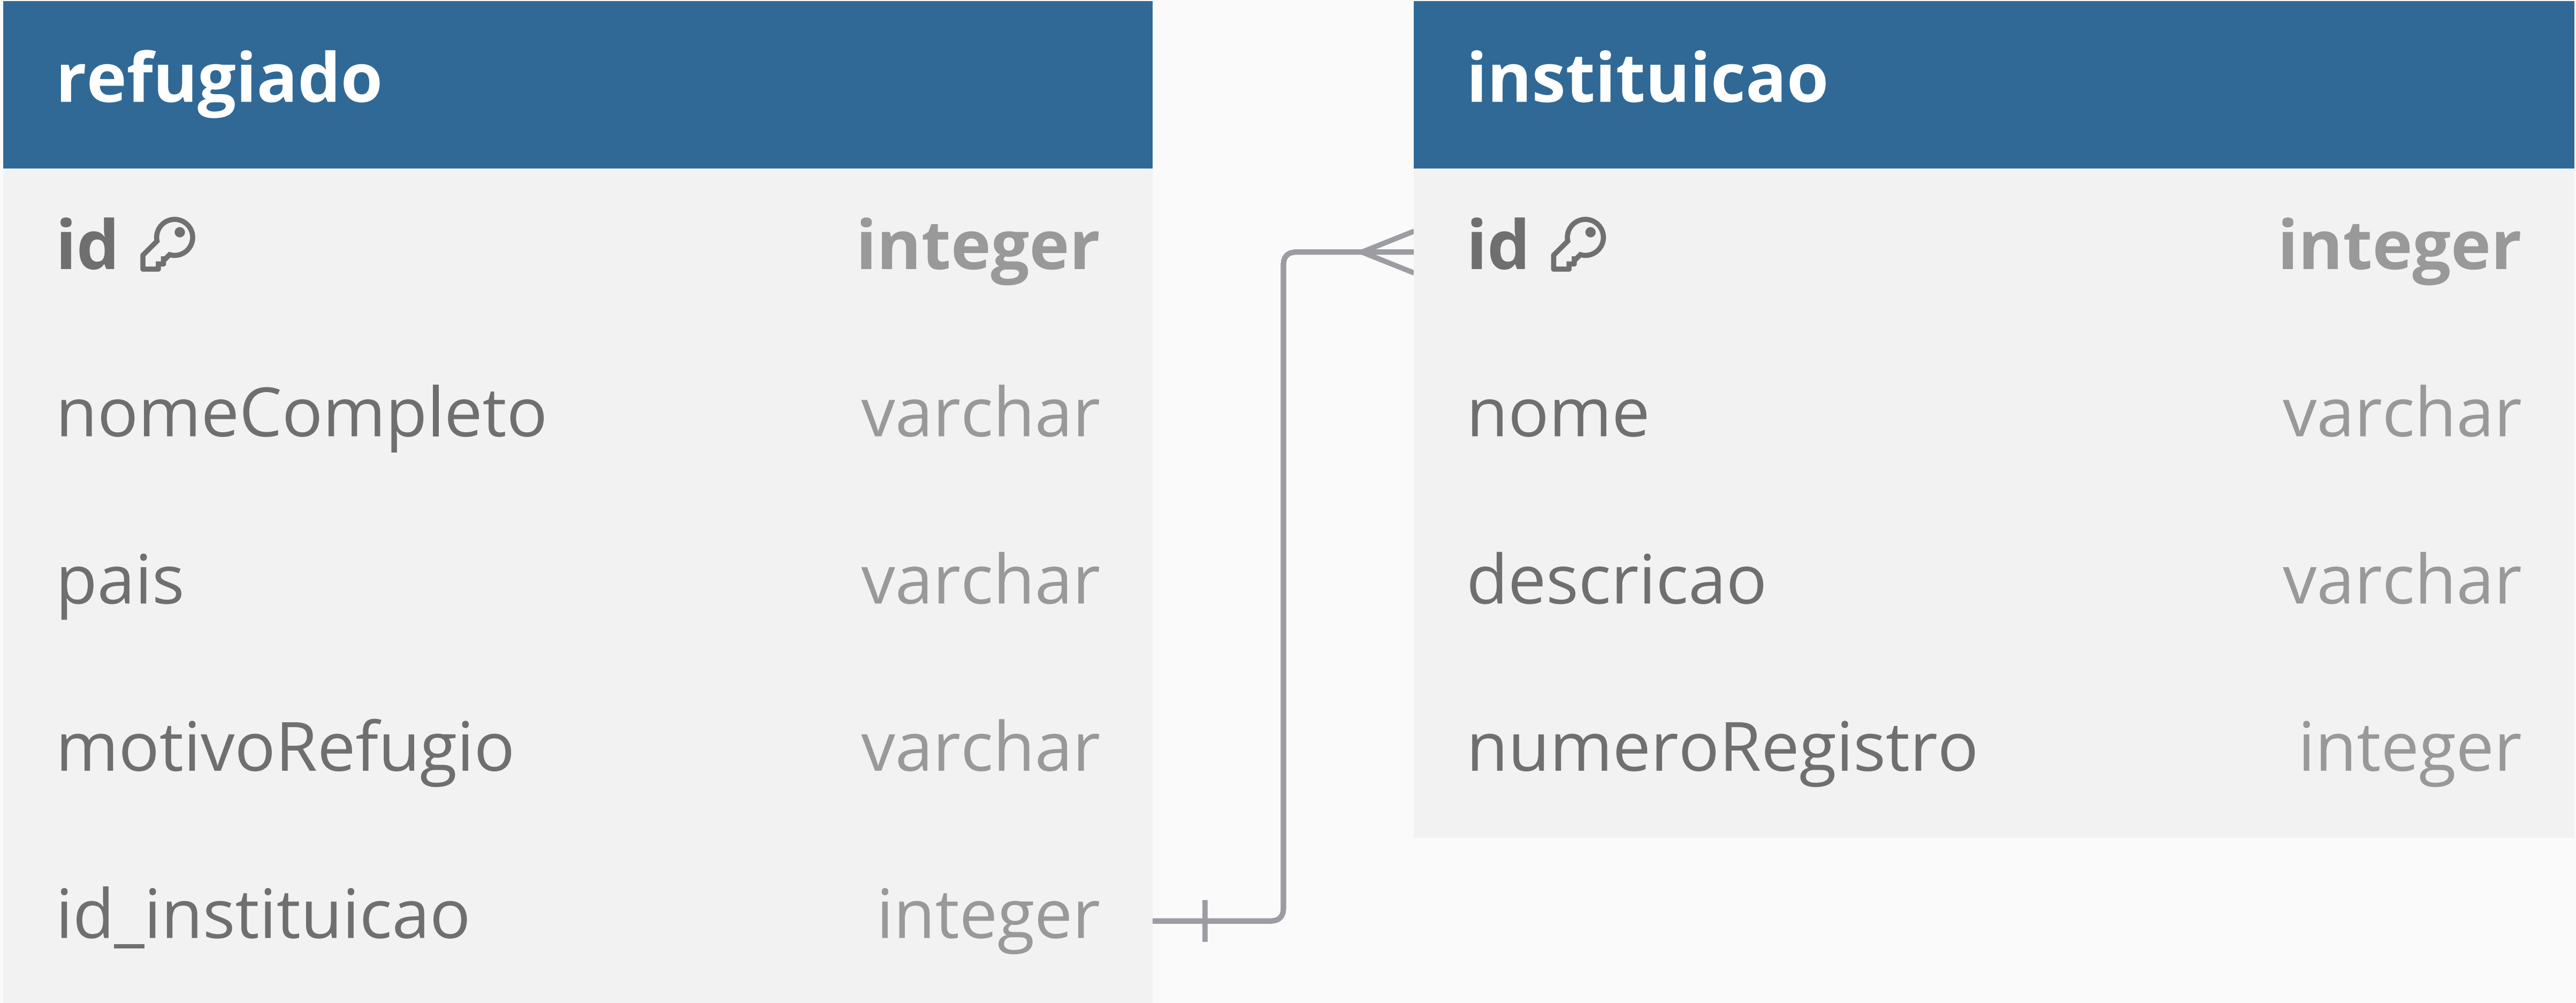 refugiado
id integer
nomeCompleto varchar
pais varchar
motivoRefugio varchar
id_instituicao integer
instituicao
id integer
nome varchar
descricao varchar
numeroRegistro integer